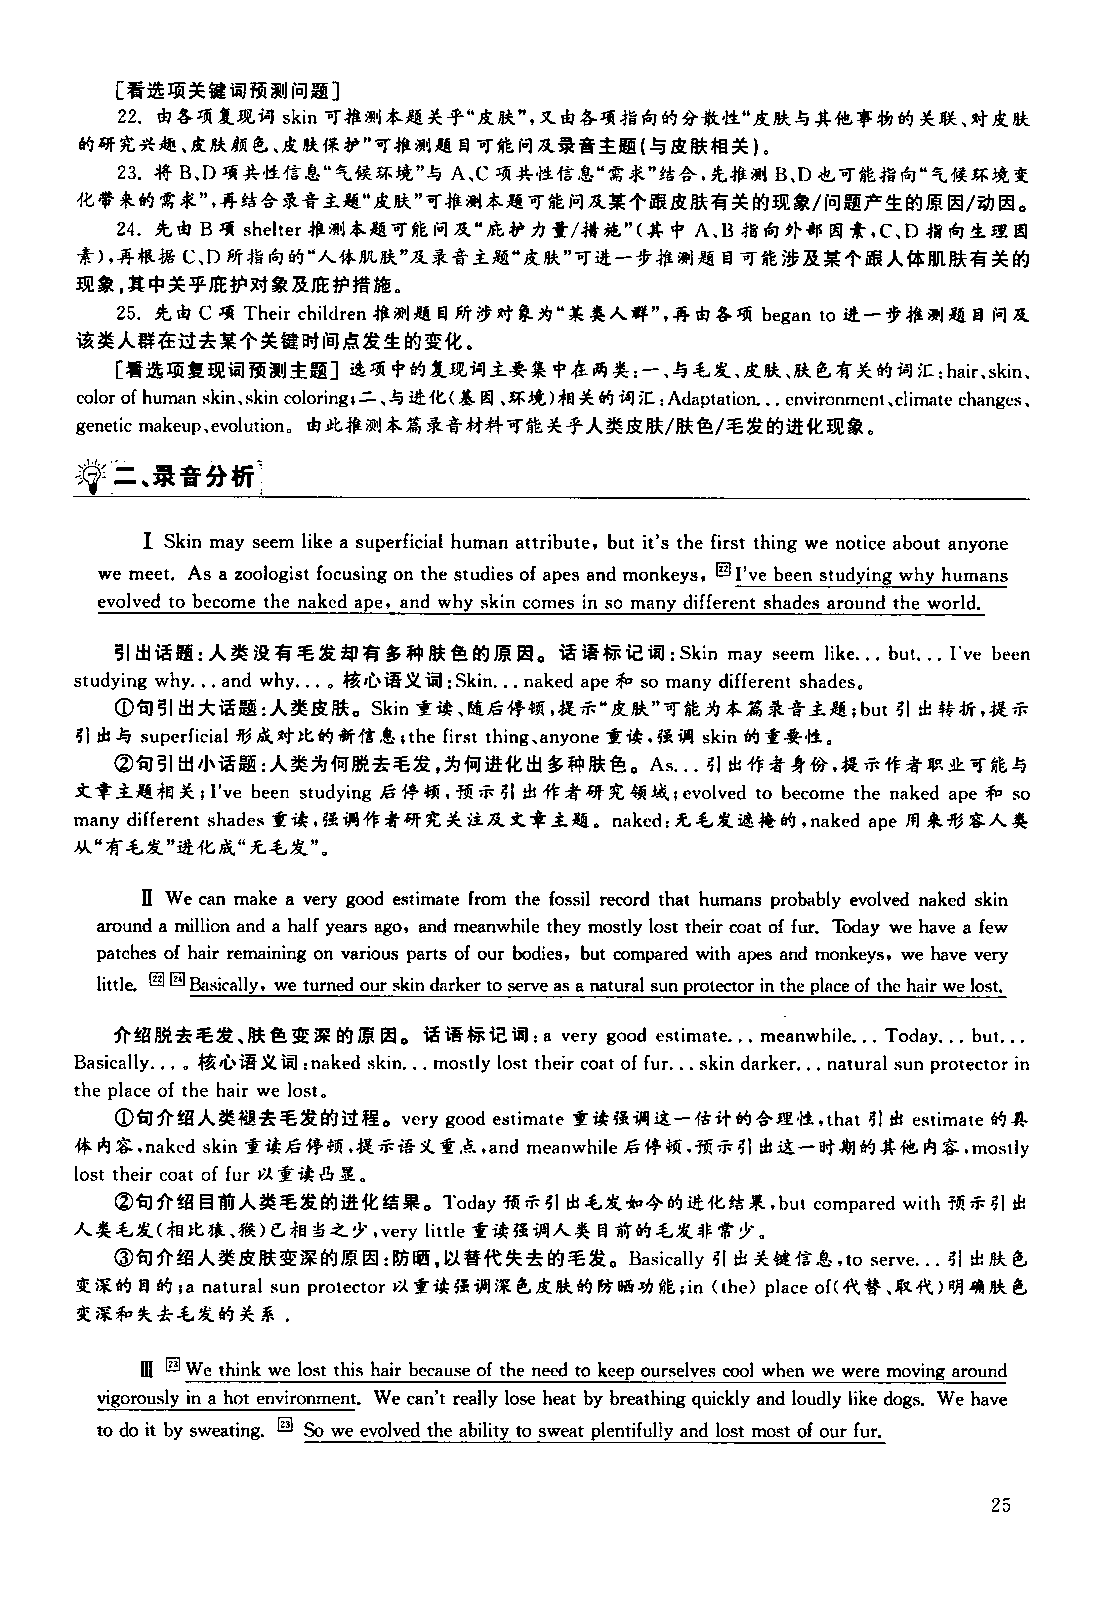 [看选项关键词预测问题]
22. 由各项复现词 skin 可推测本题关乎“皮肤”,又由各项指向的分散性“皮肤与其他事物的关联、对皮肤
的研究兴趣、皮肤颜色、皮肤保护”可推测题目可能问及录音主题(与皮肤相关)。
23. 将 B、D 项共性信息“气候环境”与 A、C 项共性信息“需求”结合,先推测 B、D 也可能指向“气候环境变
化带来的需求”,再结合录音主题“皮肤”可推测本题可能问及某个跟皮肤有关的现象/问题产生的原因/动因。
24. 先由 B 项 shelter 推测本题可能问及“庇护力量/措施”(其中 A、B 指向外部因素,C、D 指向生理因
素),再根据 C、D 所指向的“人体肌肤”及录音主题“皮肤”可进一步推测题目可能涉及某个跟人体肌肤有关的
现象,其中关乎庇护对象及庇护措施。
25. 先由 C 项 Their children 推测题目所涉对象为“某类人群”,再由各项 began to 进一步推测题目问及
该类人群在过去某个关键时间点发生的变化。
[看选项复现词预测主题] 选项中的复现词主要集中在两类:一、与毛发、皮肤、肤色有关的词汇:hair、skin、
color of human skin、skin coloring;二、与进化(基因、环境)相关的词汇:Adaptation... environment、climate changes、
genetic makeup、evolution。由此推测本篇录音材料可能关乎人类皮肤/肤色/毛发的进化现象。
二、录音分析
Ⅰ Skin may seem like a superficial human attribute, but it's the first thing we notice about anyone
we meet. As a zoologist focusing on the studies of apes and monkeys, [22] I've been studying why humans
evolved to become the naked ape, and why skin comes in so many different shades around the world.
引出话题:人类没有毛发却有多种肤色的原因。话语标记词:Skin may seem like... but... I've been
studying why... and why...。核心语义词:Skin... naked ape 和 so many different shades。
①句引出大话题:人类皮肤。Skin 重读、随后停顿,提示“皮肤”可能为本篇录音主题;but 引出转折,提示
引出与 superficial 形成对比的新信息;the first thing、anyone 重读,强调 skin 的重要性。
②句引出小话题:人类为何脱去毛发,为何进化出多种肤色。As... 引出作者身份,提示作者职业可能与
文章主题相关;I've been studying 后停顿,预示引出作者研究领域;evolved to become the naked ape 和 so
many different shades 重读,强调作者研究关注及文章主题。naked:无毛发遮掩的,naked ape 用来形容人类
从“有毛发”进化成“无毛发”。
Ⅱ We can make a very good estimate from the fossil record that humans probably evolved naked skin
around a million and a half years ago, and meanwhile they mostly lost their coat of fur. Today we have a few
patches of hair remaining on various parts of our bodies, but compared with apes and monkeys, we have very
little. [22] [24] Basically, we turned our skin darker to serve as a natural sun protector in the place of the hair we lost.
介绍脱去毛发、肤色变深的原因。话语标记词:a very good estimate... meanwhile... Today... but...
Basically...。核心语义词:naked skin... mostly lost their coat of fur... skin darker... natural sun protector in
the place of the hair we lost。
①句介绍人类褪去毛发的过程。very good estimate 重读强调这一估计的合理性,that 引出 estimate 的具
体内容,naked skin 重读后停顿,提示语义重点,and meanwhile 后停顿,预示引出这一时期的其他内容,mostly
lost their coat of fur 以重读凸显。
②句介绍目前人类毛发的进化结果。Today 预示引出毛发如今的进化结果,but compared with 预示引出
人类毛发(相比猿、猴)已相当之少,very little 重读强调人类目前的毛发非常少。
③句介绍人类皮肤变深的原因:防晒,以替代失去的毛发。Basically 引出关键信息,to serve... 引出肤色
变深的目的;a natural sun protector 以重读强调深色皮肤的防晒功能;in (the) place of(代替、取代)明确肤色
变深和失去毛发的关系.
Ⅲ [23] We think we lost this hair because of the need to keep ourselves cool when we were moving around
vigorously in a hot environment. We can't really lose heat by breathing quickly and loudly like dogs. We have
to do it by sweating. [23] So we evolved the ability to sweat plentifully and lost most of our fur.
25